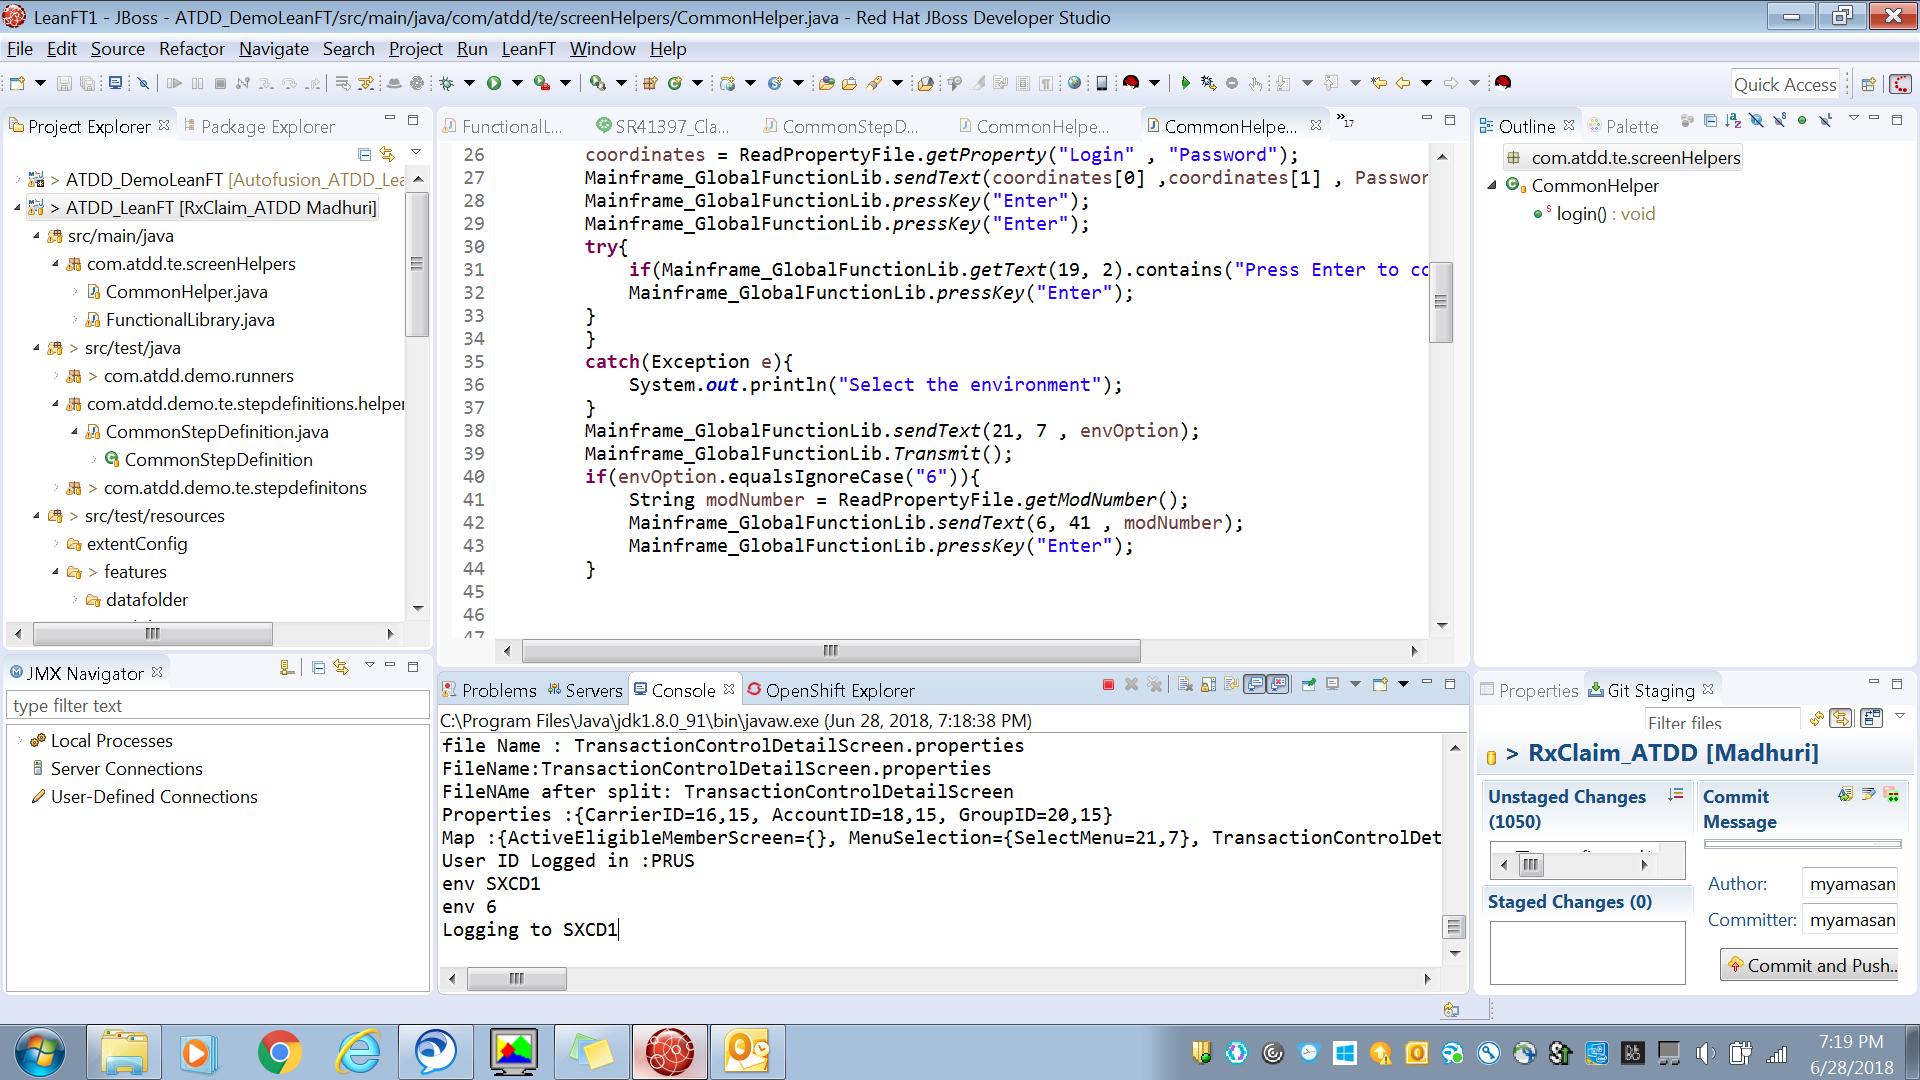 LeanFT1 - JBoss - ATDD_DemoLeanFT/src/main/java/com/atdd/te/screenHelpers/CommonHelper.java - Red Hat JBoss Developer Studio
File Edit Source Refactor Navigate Search Project Run LeanFT Window Help
Quick Access
Project Explorer
Package Explorer
> ATDD_DemoLeanFT [Autofusion_ATDD_Lea
> ATDD_LeanFT [RxClaim_ATDD Madhuri]
src/main/java
com.atdd.te.screenHelpers
CommonHelper.java
FunctionalLibrary.java
> src/test/java
> com.atdd.demo.runners
com.atdd.demo.te.stepdefinitions.helper
CommonStepDefinition.java
CommonStepDefinition
> com.atdd.demo.te.stepdefinitons
> src/test/resources
extentConfig
> features
datafolder
FunctionalL... SR41397_Cla... CommonStepD... CommonHelpe... CommonHelpe... »17
26 coordinates = ReadPropertyFile.getProperty("Login" , "Password");
27 Mainframe_GlobalFunctionLib.sendText(coordinates[0] ,coordinates[1] , Passwor
28 Mainframe_GlobalFunctionLib.pressKey("Enter");
29 Mainframe_GlobalFunctionLib.pressKey("Enter");
30 try{
31 if(Mainframe_GlobalFunctionLib.getText(19, 2).contains("Press Enter to co
32 Mainframe_GlobalFunctionLib.pressKey("Enter");
33 }
34 }
35 catch(Exception e){
36 System.out.println("Select the environment");
37 }
38 Mainframe_GlobalFunctionLib.sendText(21, 7 , envOption);
39 Mainframe_GlobalFunctionLib.Transmit();
40 if(envOption.equalsIgnoreCase("6")){
41 String modNumber = ReadPropertyFile.getModNumber();
42 Mainframe_GlobalFunctionLib.sendText(6, 41 , modNumber);
43 Mainframe_GlobalFunctionLib.pressKey("Enter");
44 }
45
46
47
Outline Palette
com.atdd.te.screenHelpers
CommonHelper
login() : void
JMX Navigator
type filter text
Local Processes
Server Connections
User-Defined Connections
Problems Servers Console OpenShift Explorer
C:\Program Files\Java\jdk1.8.0_91\bin\javaw.exe (Jun 28, 2018, 7:18:38 PM)
file Name : TransactionControlDetailScreen.properties
FileName:TransactionControlDetailScreen.properties
FileNAme after split: TransactionControlDetailScreen
Properties :{CarrierID=16,15, AccountID=18,15, GroupID=20,15}
Map :{ActiveEligibleMemberScreen={}, MenuSelection={SelectMenu=21,7}, TransactionControlDet
User ID Logged in :PRUS
env SXCD1
env 6
Logging to SXCD1
Properties Git Staging
Filter files
> RxClaim_ATDD [Madhuri]
Unstaged Changes (1050)
Staged Changes (0)
Commit Message
Author: myamasan
Committer: myamasan
Commit and Push..
7:19 PM
6/28/2018